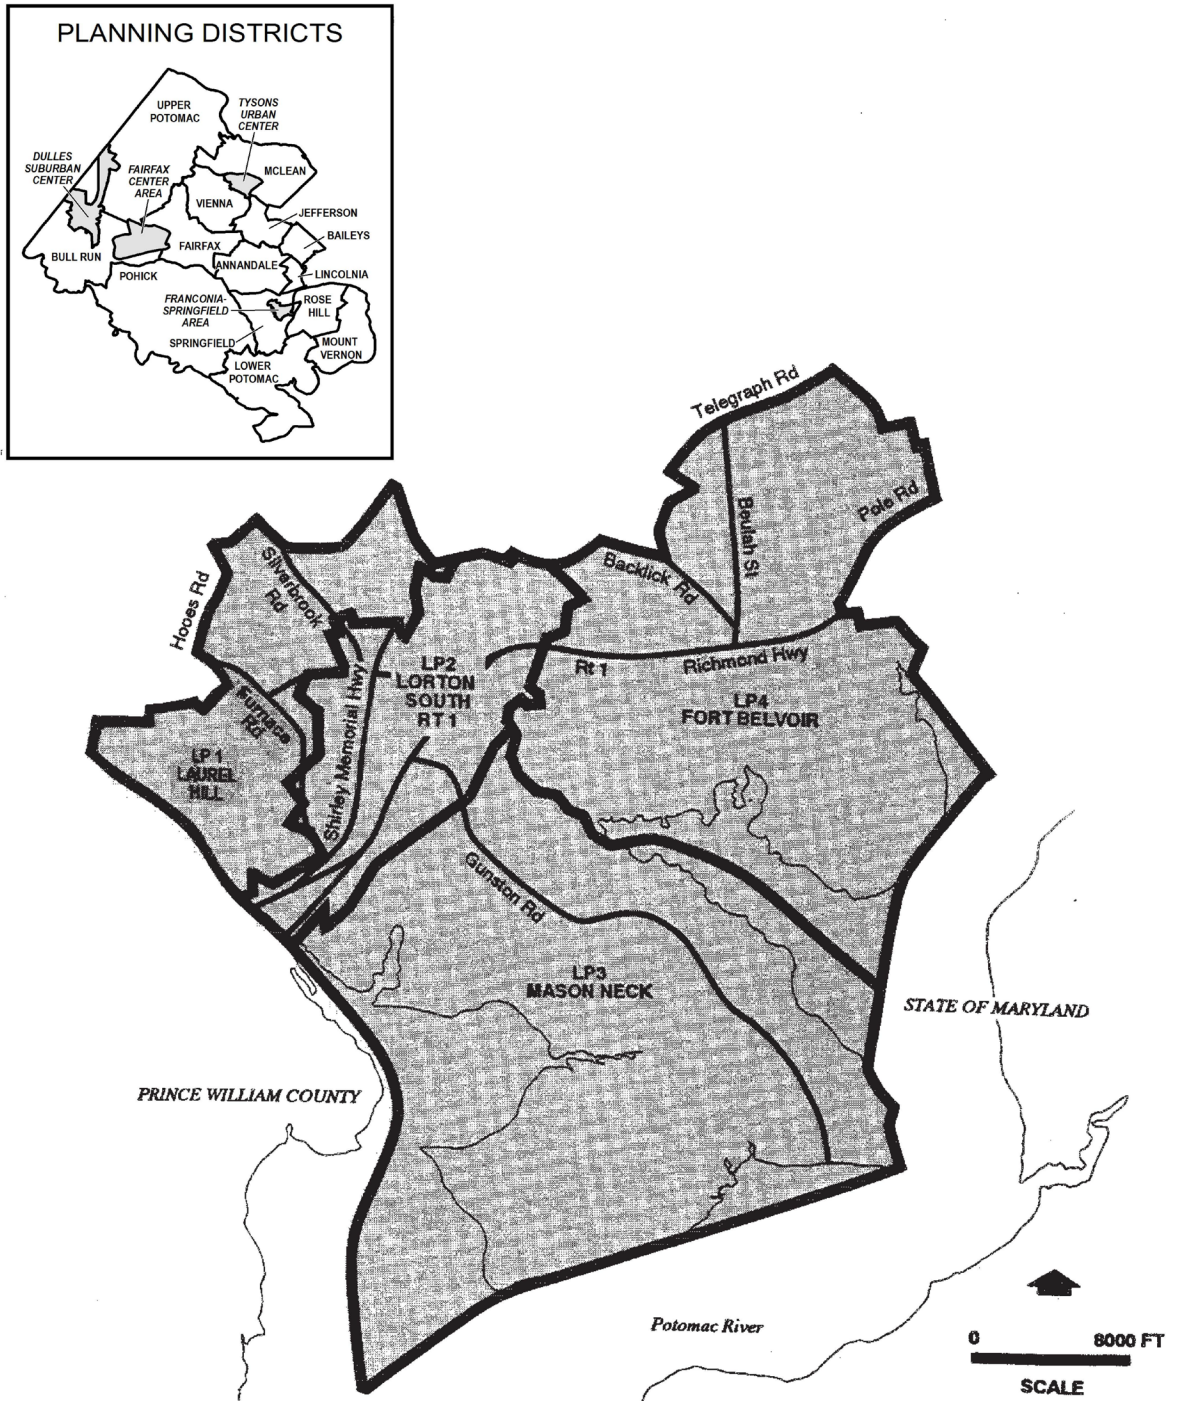 PLANNING DISTRICTS
UPPER
POTOMAC
TYSONS
URBAN
CENTER
DULLES
SUBURBAN
CENTER
FAIRFAX
CENTER
AREA
MCLEAN
VIENNA
JEFFERSON
BAILEYS
FAIRFAX
BULL RUN
ANNANDALE
POHICK
LINCOLNIA
FRANCONIA-
SPRINGFIELD
AREA
ROSE
HILL
SPRINGFIELD
MOUNT
VERNON
LOWER
POTOMAC
Telegraph Rd
Beulah St
Pole Rd
Backlick Rd
Silverbrook
Rd
Hooes Rd
Rt 1
Richmond Hwy
LP2
LORTON
SOUTH
RT 1
LP4
FORT BELVOIR
Furnace
Rd
Shirley Memorial Hwy
LP 1
LAUREL
HILL
Gunston Rd
LP3
MASON NECK
STATE OF MARYLAND
PRINCE WILLIAM COUNTY
Potomac River
0 8000 FT
SCALE